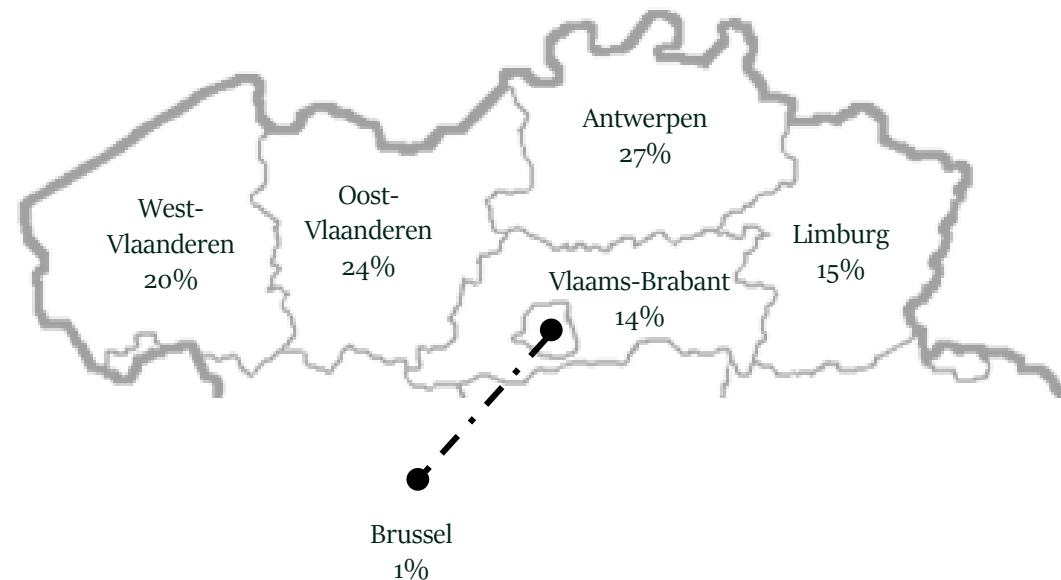 West-
Vlaanderen
20%
Oost-
Vlaanderen
24%
Antwerpen
27%
Vlaams-Brabant
14%
Limburg
15%
Brussel
1%